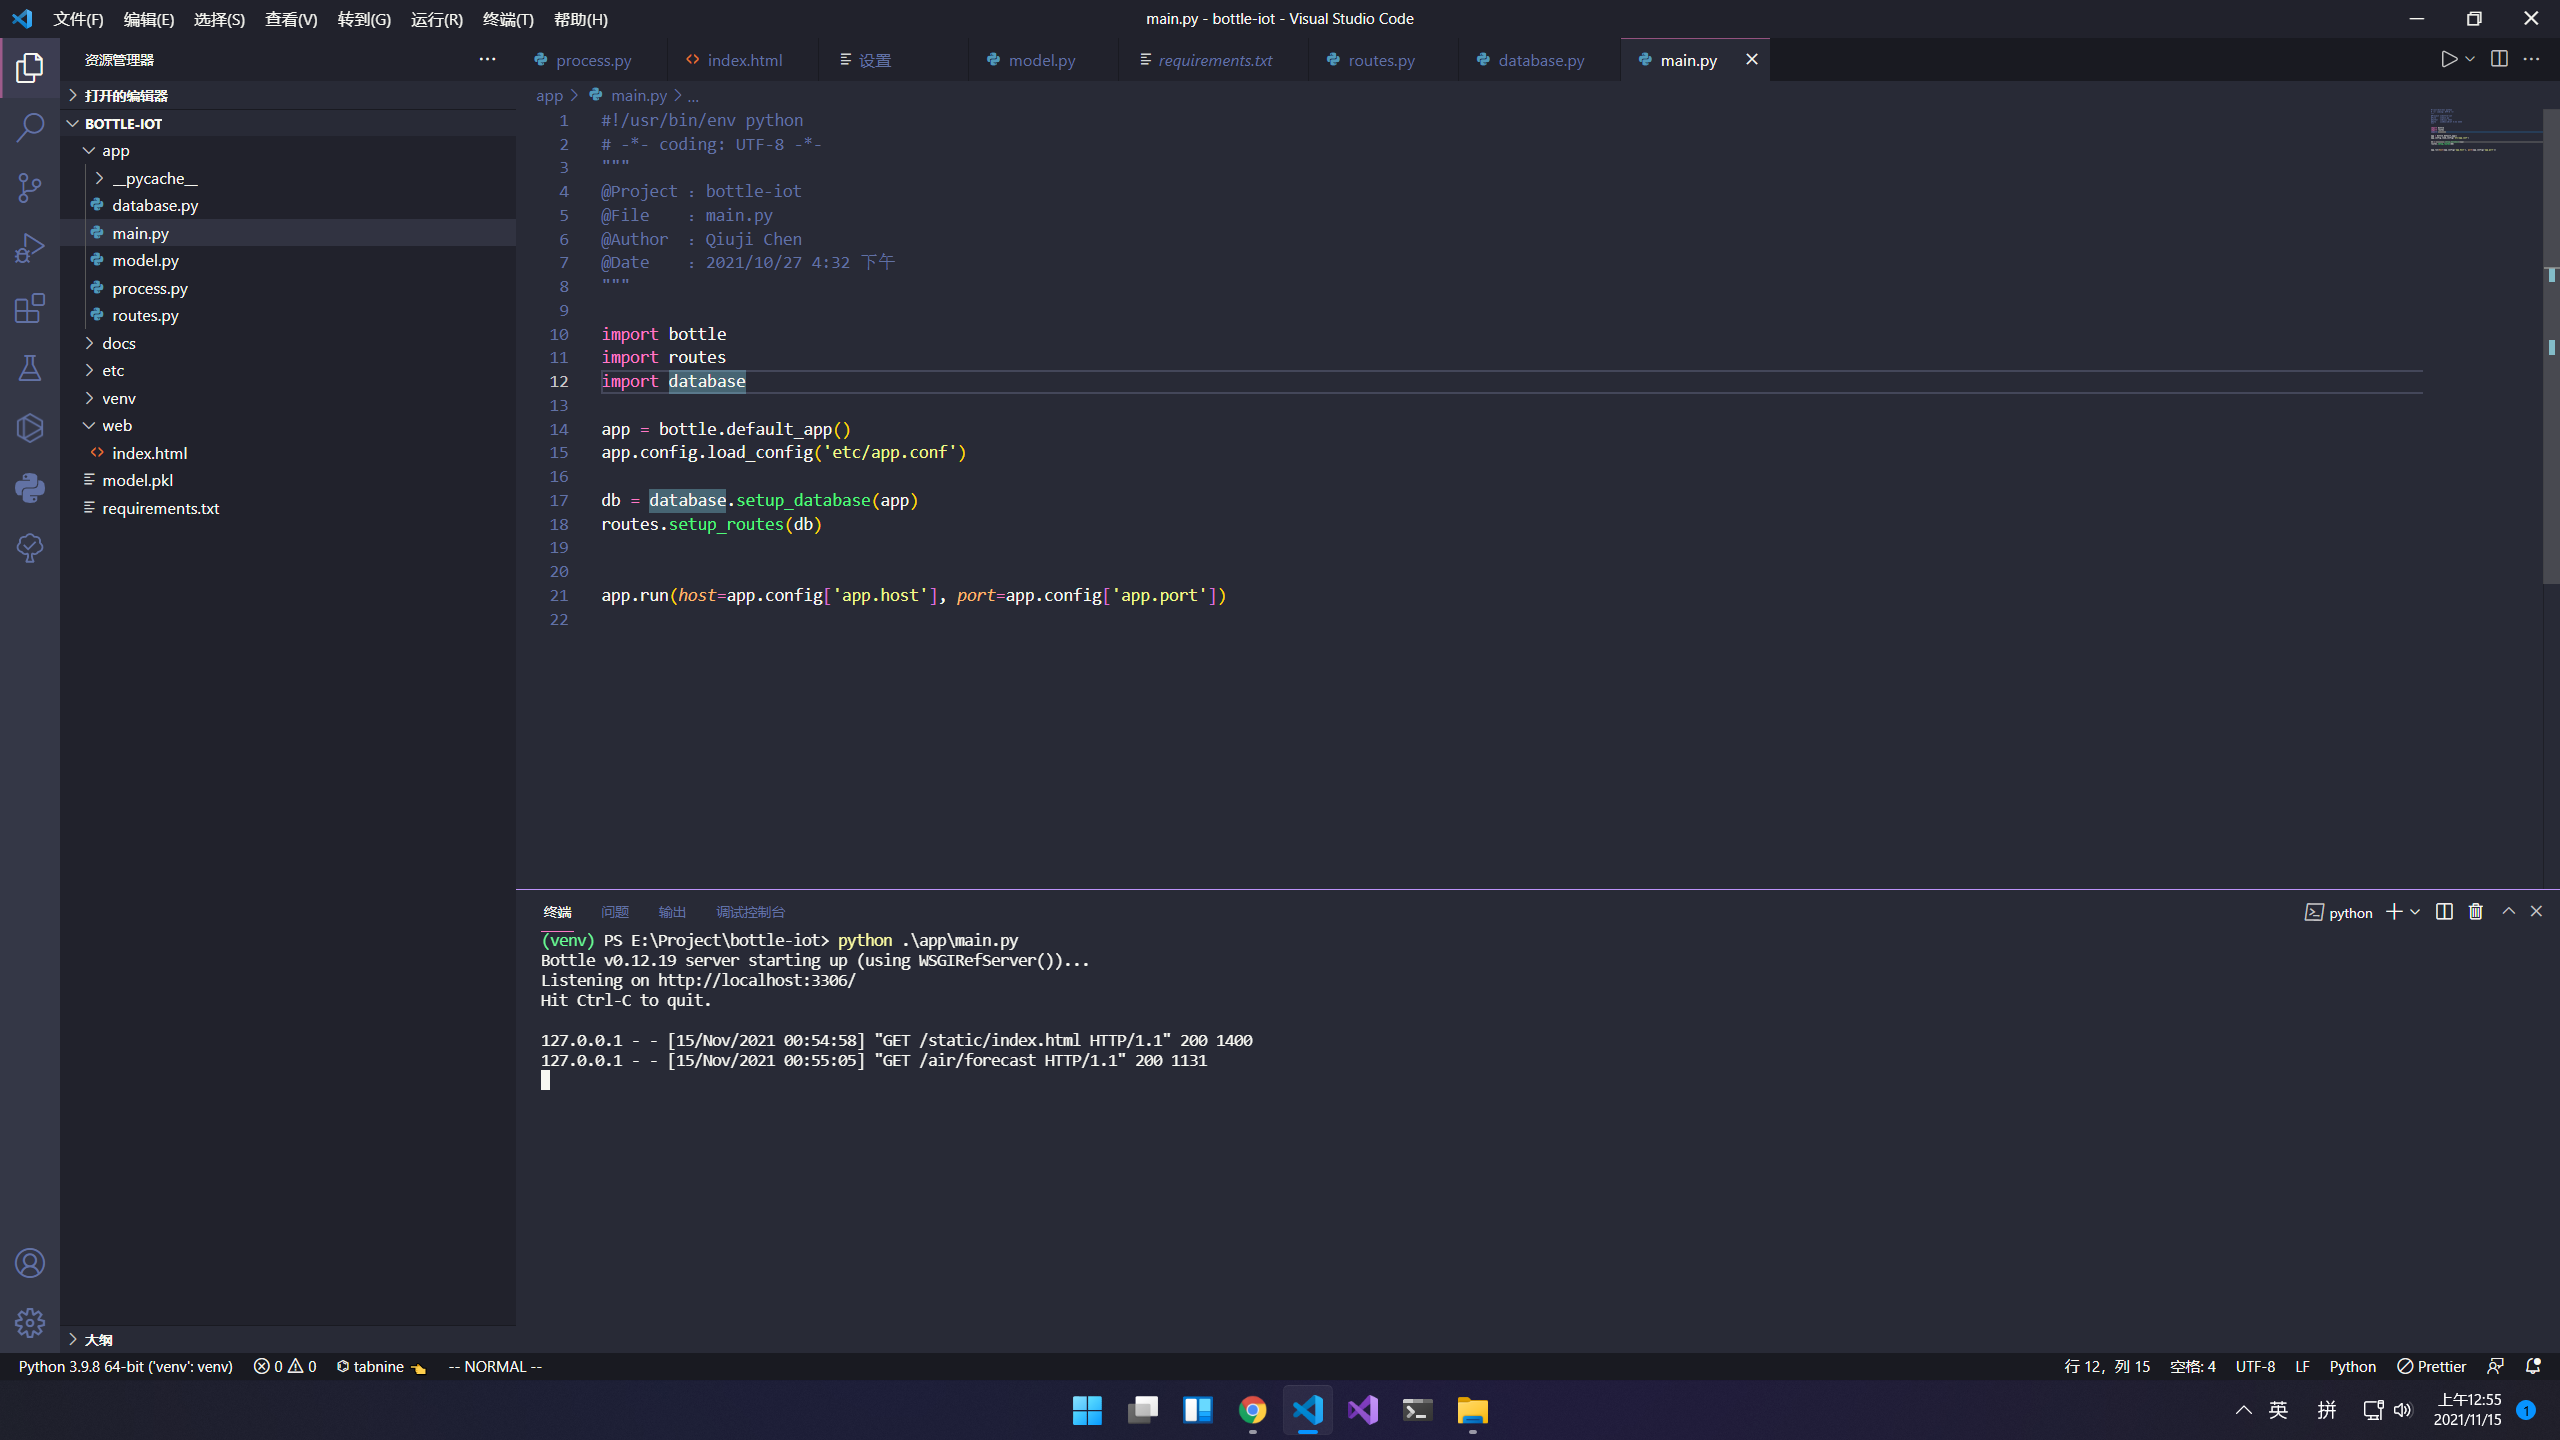 文件(F) 编辑(E) 选择(S) 查看(V) 转到(G) 运行(R) 终端(T) 帮助(H)
main.py - bottle-iot - Visual Studio Code
资源管理器
打开的编辑器
BOTTLE-IOT
app
__pycache__
database.py
main.py
model.py
process.py
routes.py
docs
etc
venv
web
index.html
model.pkl
requirements.txt
大纲
process.py index.html 设置 model.py requirements.txt routes.py database.py main.py
app > main.py > ...
1 #!/usr/bin/env python
2 # -*- coding: UTF-8 -*-
3 """
4 @Project : bottle-iot
5 @File    : main.py
6 @Author  : Qiuji Chen
7 @Date    : 2021/10/27 4:32 下午
8 """
9
10 import bottle
11 import routes
12 import database
13
14 app = bottle.default_app()
15 app.config.load_config('etc/app.conf')
16
17 db = database.setup_database(app)
18 routes.setup_routes(db)
19
20
21 app.run(host=app.config['app.host'], port=app.config['app.port'])
22
终端 问题 输出 调试控制台
python
(venv) PS E:\Project\bottle-iot> python .\app\main.py
Bottle v0.12.19 server starting up (using WSGIRefServer())...
Listening on http://localhost:3306/
Hit Ctrl-C to quit.
127.0.0.1 - - [15/Nov/2021 00:54:58] "GET /static/index.html HTTP/1.1" 200 1400
127.0.0.1 - - [15/Nov/2021 00:55:05] "GET /air/forecast HTTP/1.1" 200 1131
Python 3.9.8 64-bit ('venv': venv) 0 0 tabnine -- NORMAL --
行 12，列 15 空格: 4 UTF-8 LF Python Prettier
英 拼
上午12:55
2021/11/15
1